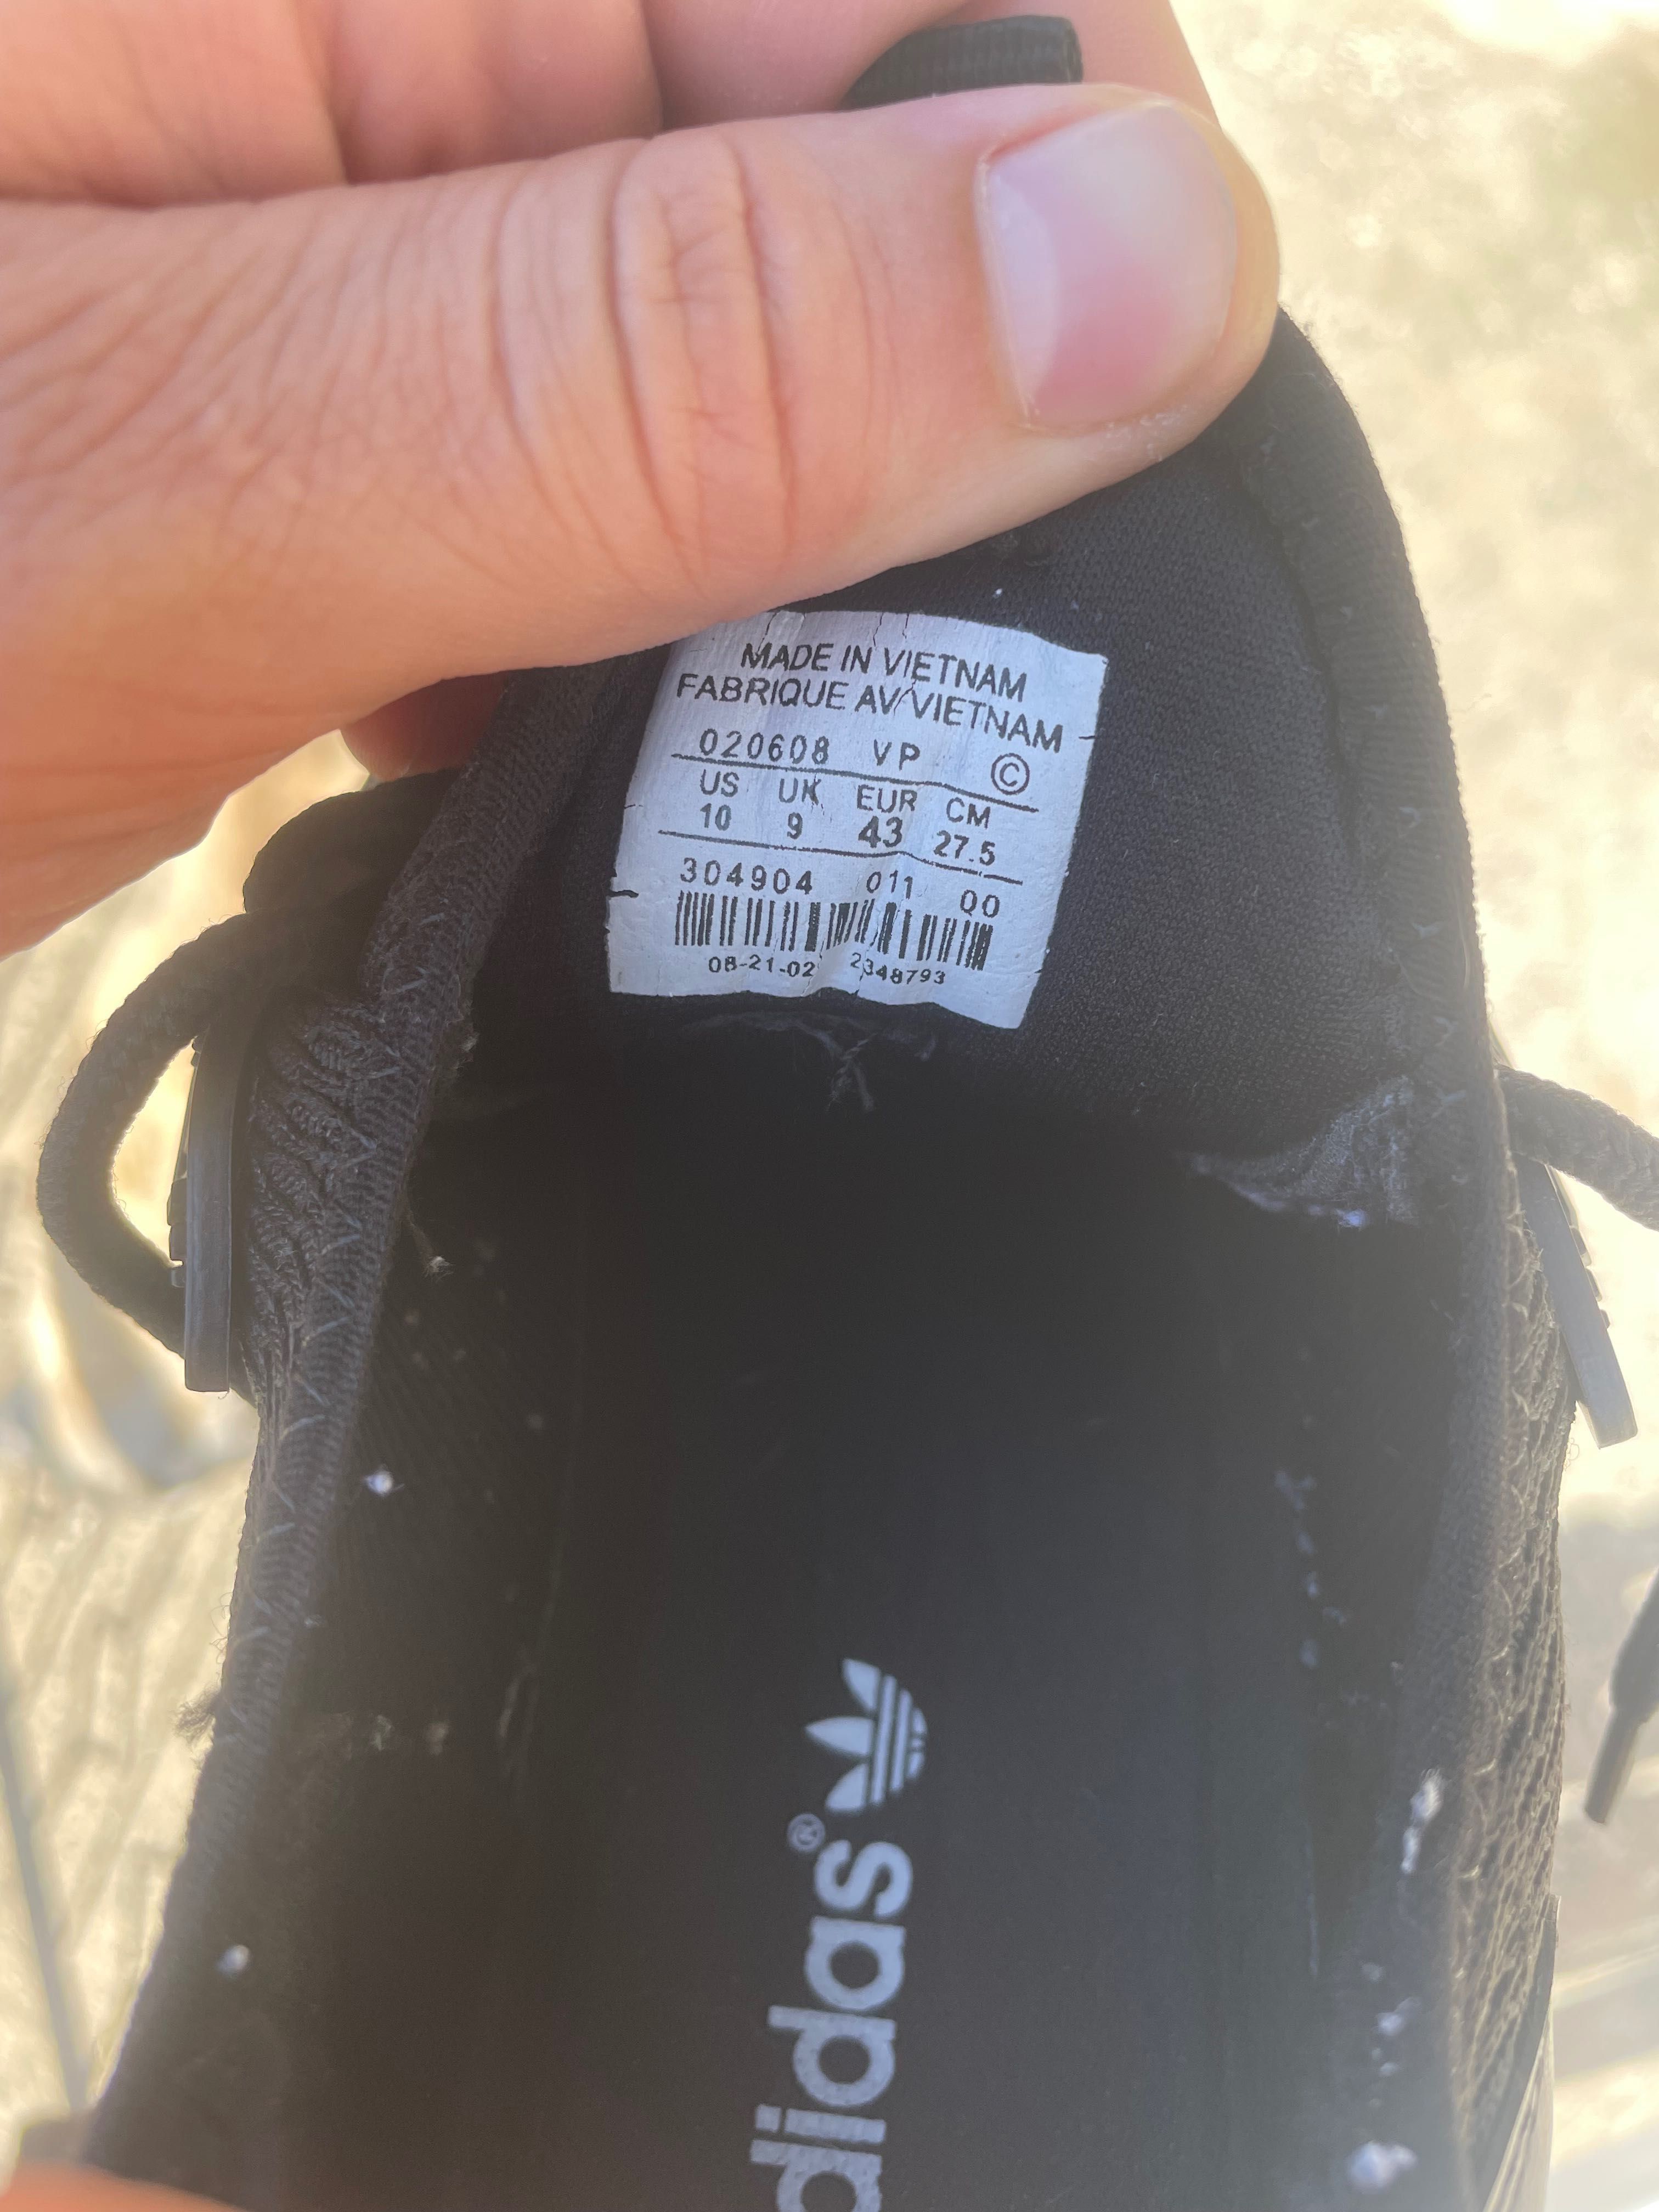 MADE IN VIETNAM
FABRIQUE AV VIETNAM
020608 VP ©
US UK EUR CM
10 9 43 27.5
304904 011 00
08-21-02 2348793
didas®